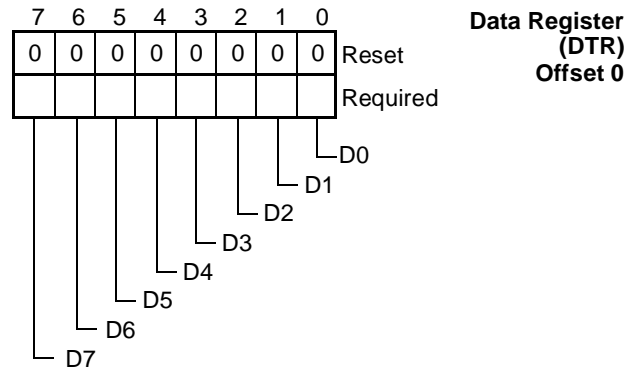 7 6 5 4 3 2 1 0
Data Register
(DTR)
Offset 0
0 0 0 0 0 0 0 0 Reset
Required
D0
D1
D2
D3
D4
D5
D6
D7